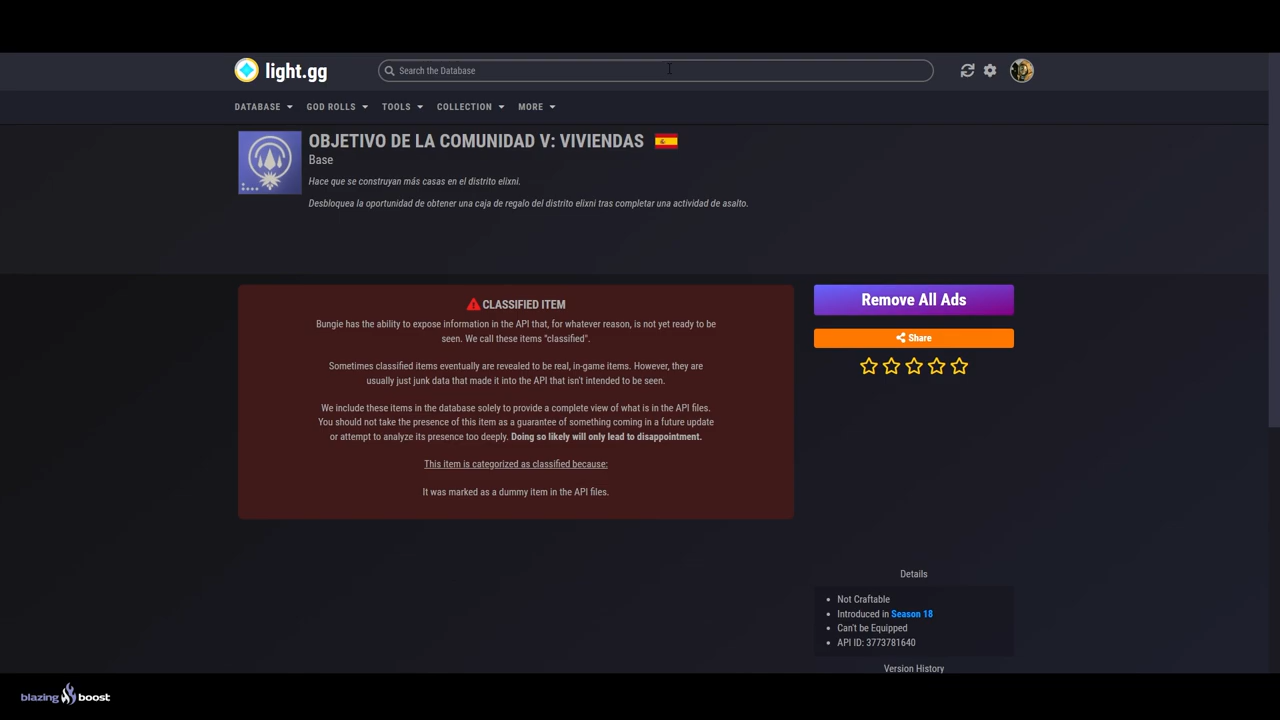 light.gg
Search the Database
DATABASE
GOD ROLLS
TOOLS
COLLECTION
MORE
OBJETIVO DE LA COMUNIDAD V: VIVIENDAS
Base
Hace que se construyan más casas en el distrito elixni.
Desbloquea la oportunidad de obtener una caja de regalo del distrito elixni tras completar una actividad de asalto.
CLASSIFIED ITEM
Bungie has the ability to expose information in the API that, for whatever reason, is not yet ready to be
seen. We call these items "classified".
Sometimes classified items eventually are revealed to be real, in-game items. However, they are
usually just junk data that made it into the API that isn't intended to be seen.
We include these items in the database solely to provide a complete view of what is in the API files.
You should not take the presence of this item as a guarantee of something coming in a future update
or attempt to analyze its presence too deeply. Doing so likely will only lead to disappointment.
This item is categorized as classified because:
It was marked as a dummy item in the API files.
Remove All Ads
Share
Details
Not Craftable
Introduced in Season 18
Can't be Equipped
API ID: 3773781640
Version History
blazing boost